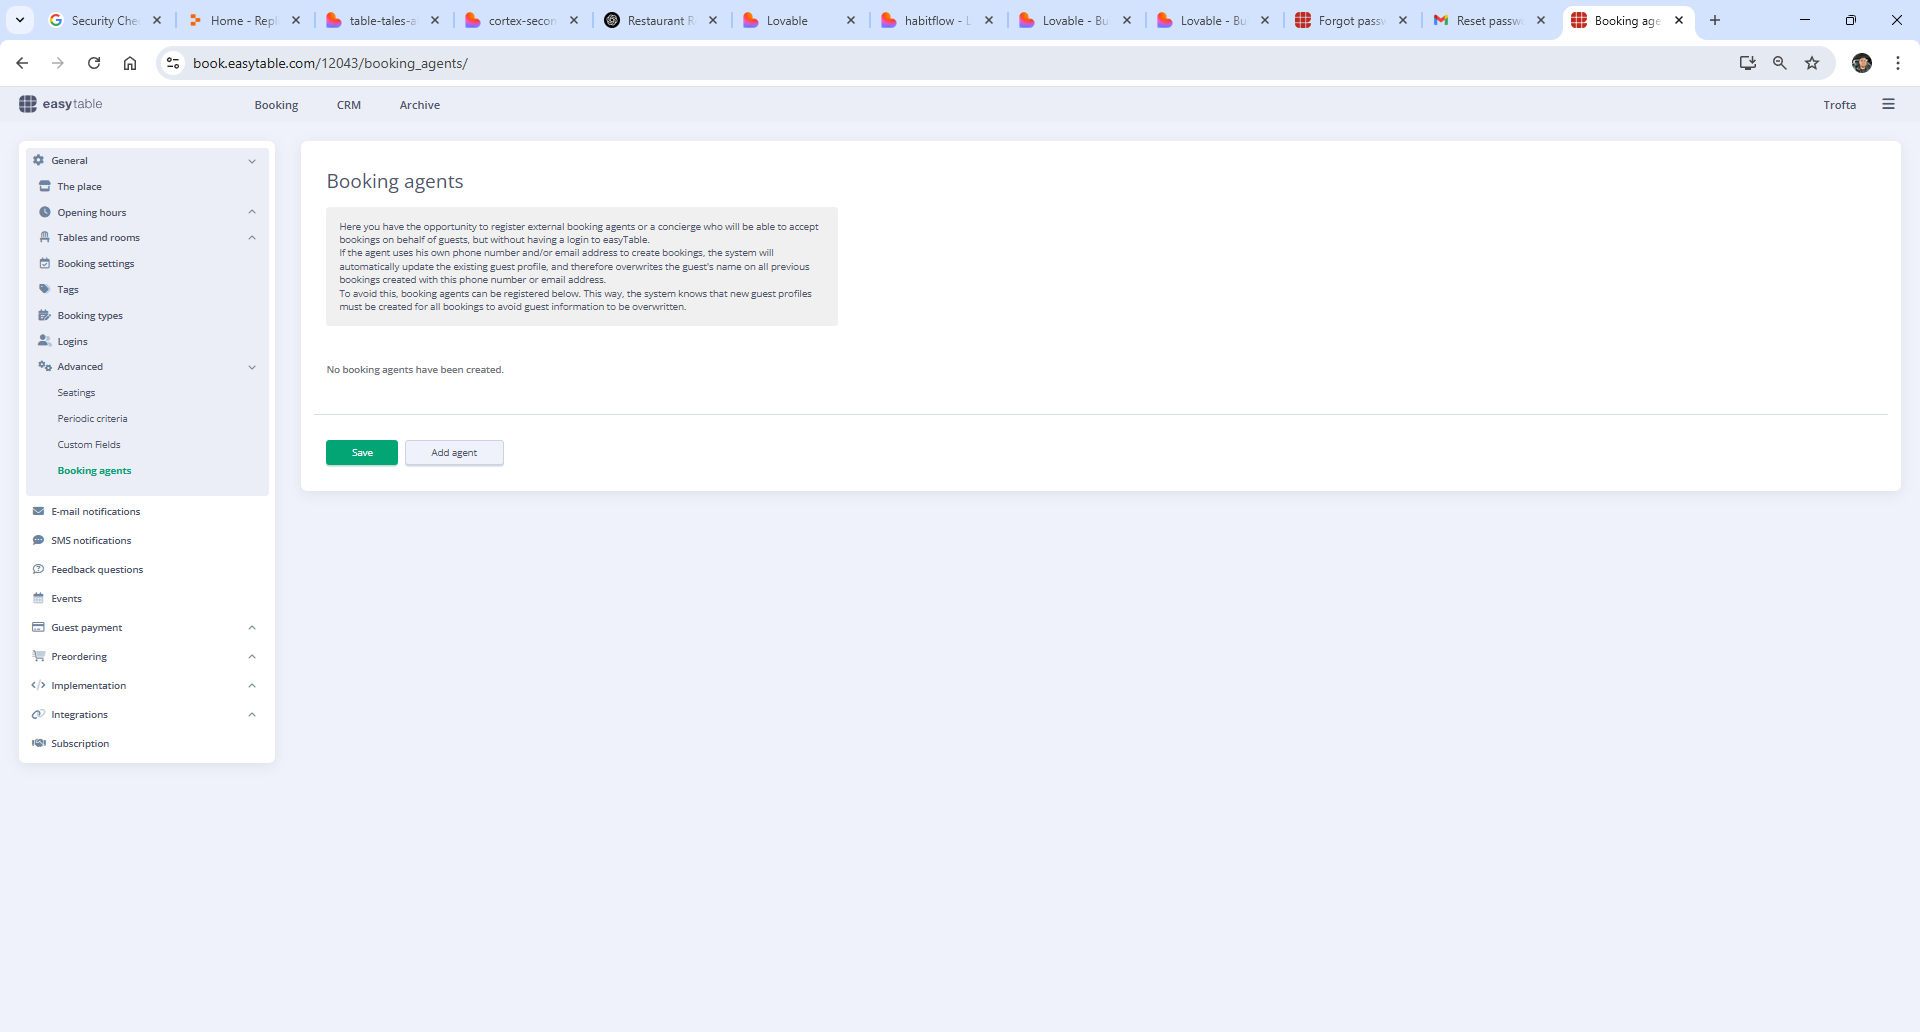 Security Che
Home - Repl
table-tales-a
cortex-secon
Restaurant R
Lovable
habitflow - L
Lovable - Bu
Lovable - Bu
Forgot passw
Reset passwo
Booking age
book.easytable.com/12043/booking_agents/
easytable
Booking
CRM
Archive
Trofta
General
The place
Opening hours
Tables and rooms
Booking settings
Tags
Booking types
Logins
Advanced
Seatings
Periodic criteria
Custom Fields
Booking agents
E-mail notifications
SMS notifications
Feedback questions
Events
Guest payment
Preordering
Implementation
Integrations
Subscription
Booking agents
Here you have the opportunity to register external booking agents or a concierge who will be able to accept
bookings on behalf of guests, but without having a login to easyTable.
If the agent uses his own phone number and/or email address to create bookings, the system will
automatically update the existing guest profile, and therefore overwrites the guest's name on all previous
bookings created with this phone number or email address.
To avoid this, booking agents can be registered below. This way, the system knows that new guest profiles
must be created for all bookings to avoid guest information to be overwritten.
No booking agents have been created.
Save
Add agent